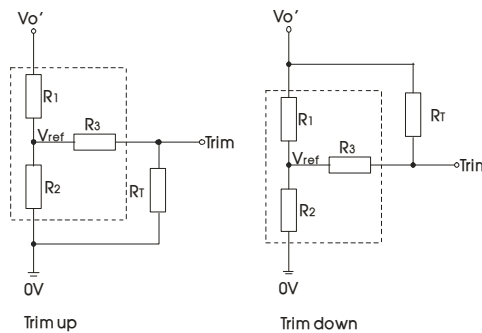 Vo'
R1
Vref
R3
Trim
R2
RT
0V
Trim up
Vo'
R1
RT
Vref
R3
Trim
R2
0V
Trim down